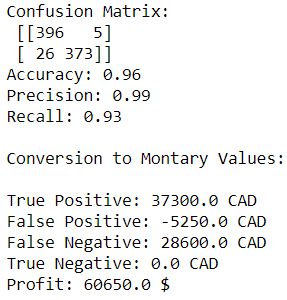 Confusion Matrix:
[[396   5]
[ 26 373]]
Accuracy: 0.96
Precision: 0.99
Recall: 0.93
Conversion to Montary Values:
True Positive: 37300.0 CAD
False Positive: -5250.0 CAD
False Negative: 28600.0 CAD
True Negative: 0.0 CAD
Profit: 60650.0 $